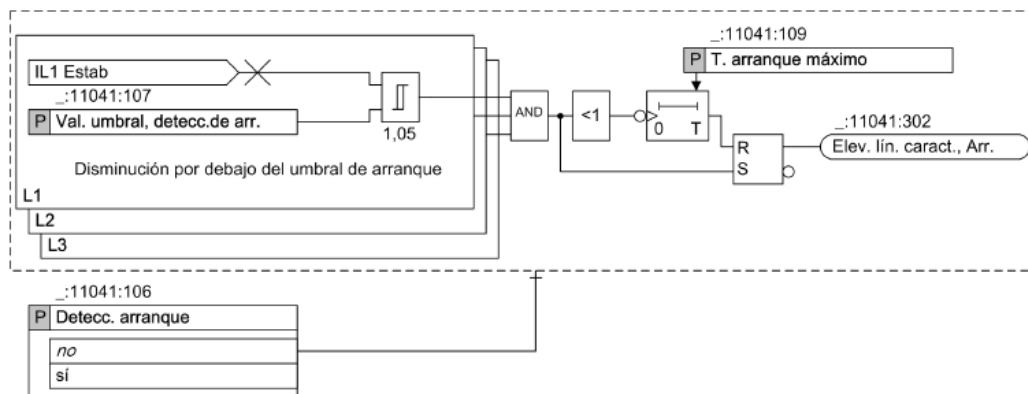 _:11041:109
P T. arranque máximo
IL1 Estab
_:11041:107
P Val. umbral, detecc.de arr.
1,05
AND
<1
0 T
_:11041:302
R
S
Elev. lín. caract., Arr.
Disminución por debajo del umbral de arranque
L1
L2
L3
_:11041:106
P Detecc. arranque
no
sí